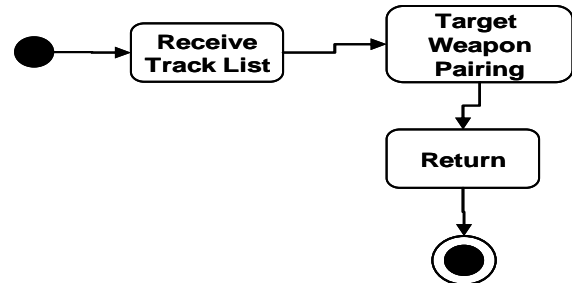 Receive
Track List
Target
Weapon
Pairing
Return